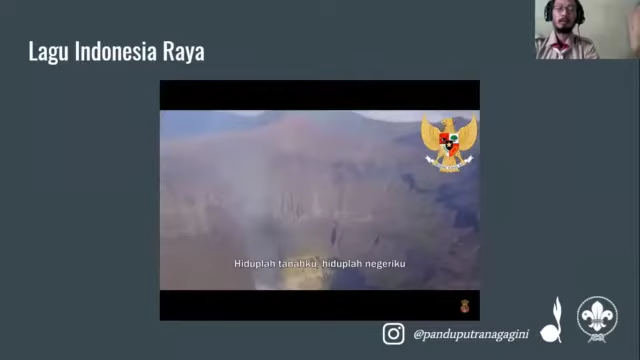 Lagu Indonesia Raya
Hiduplah tanahku, hiduplah negeriku
@panduputranagagini